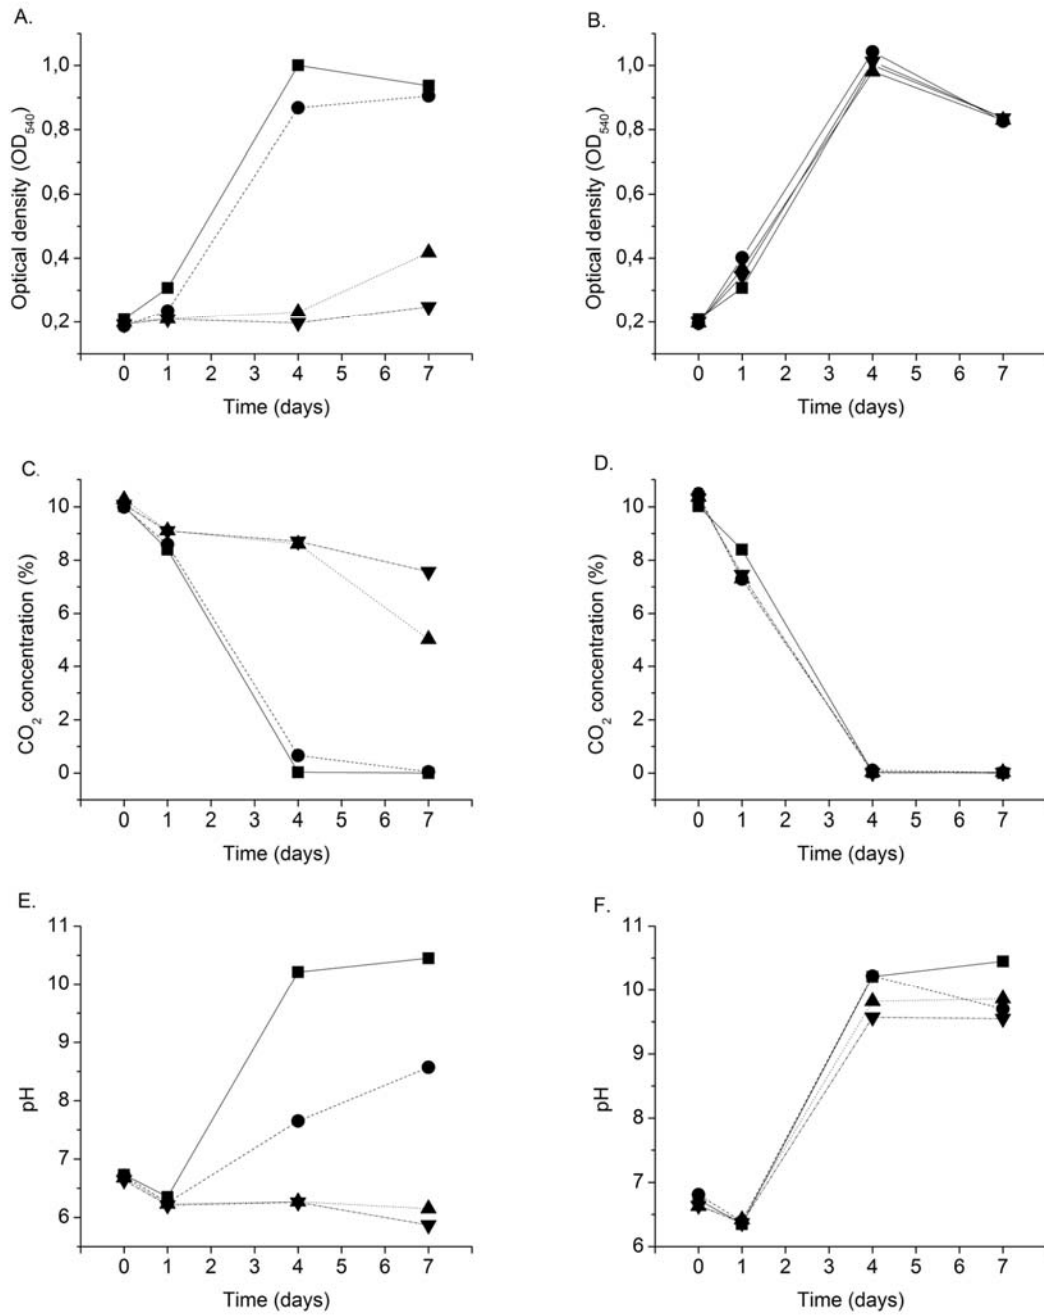 A.
Optical density (OD540)
1,0
0,8
0,6
0,4
0,2
0 1 2 3 4 5 6 7
Time (days)
B.
Optical density (OD540)
1,0
0,8
0,6
0,4
0,2
0 1 2 3 4 5 6 7
Time (days)
C.
CO2 concentration (%)
10
8
6
4
2
0
0 1 2 3 4 5 6 7
Time (days)
D.
CO2 concentration (%)
10
8
6
4
2
0
0 1 2 3 4 5 6 7
Time (days)
E.
pH
11
10
9
8
7
6
0 1 2 3 4 5 6 7
Time (days)
F.
pH
11
10
9
8
7
6
0 1 2 3 4 5 6 7
Time (days)